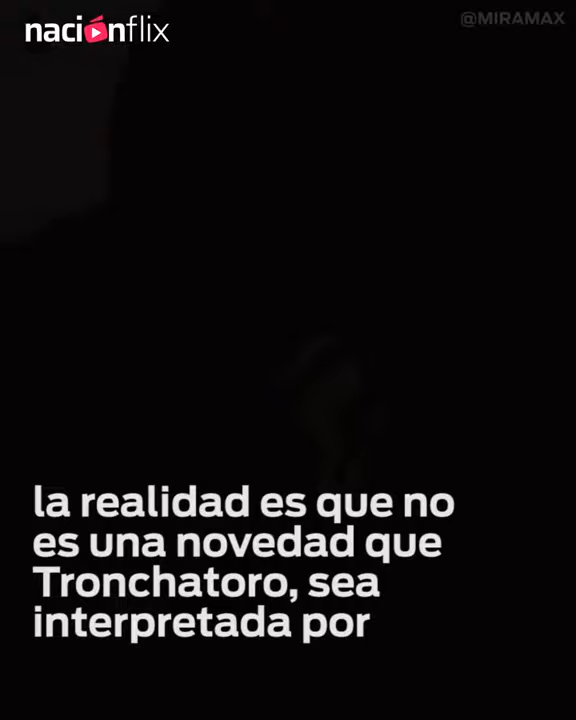 naciónflix
@MIRAMAX
la realidad es que no
es una novedad que
Tronchatoro, sea
interpretada por